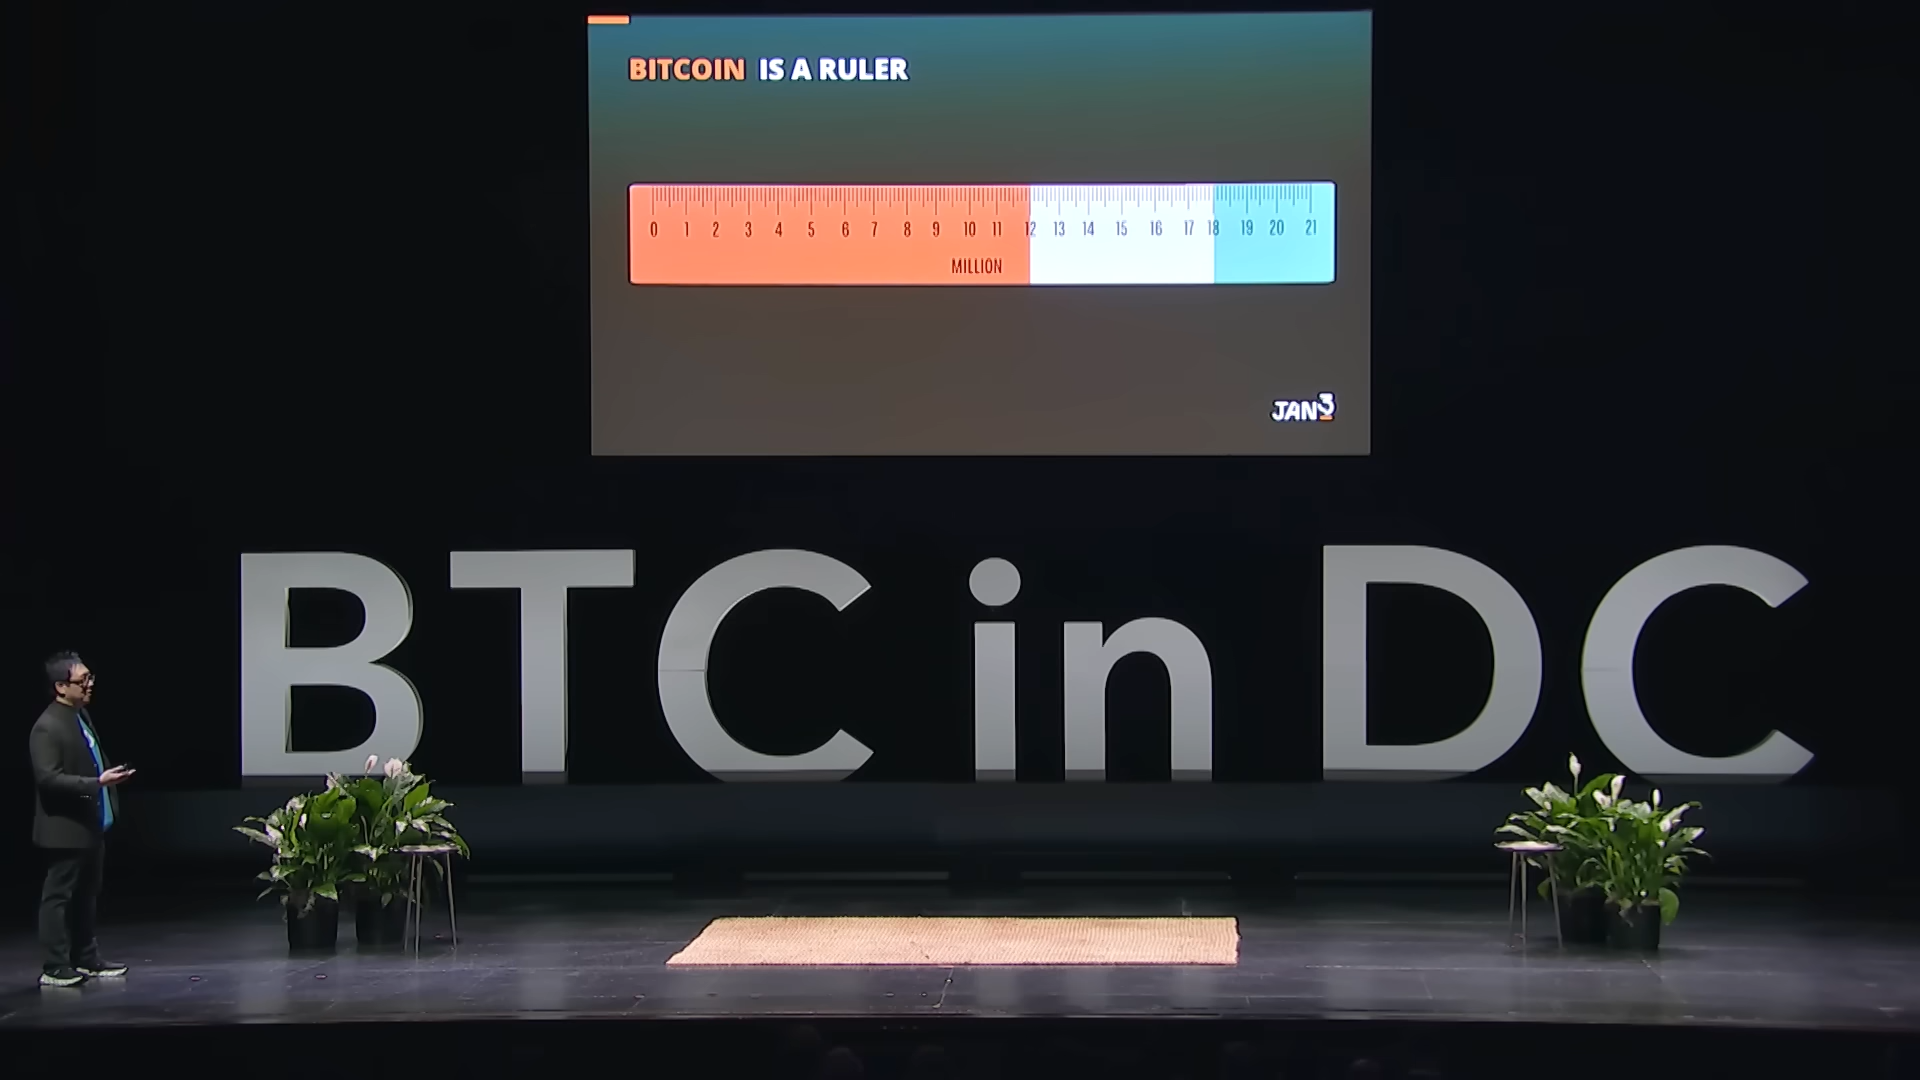 BITCOIN IS A RULER
0 1 2 3 4 5 6 7 8 9 10 11 12 13 14 15 16 17 18 19 20 21
MILLION
JAN3
BTC in DC